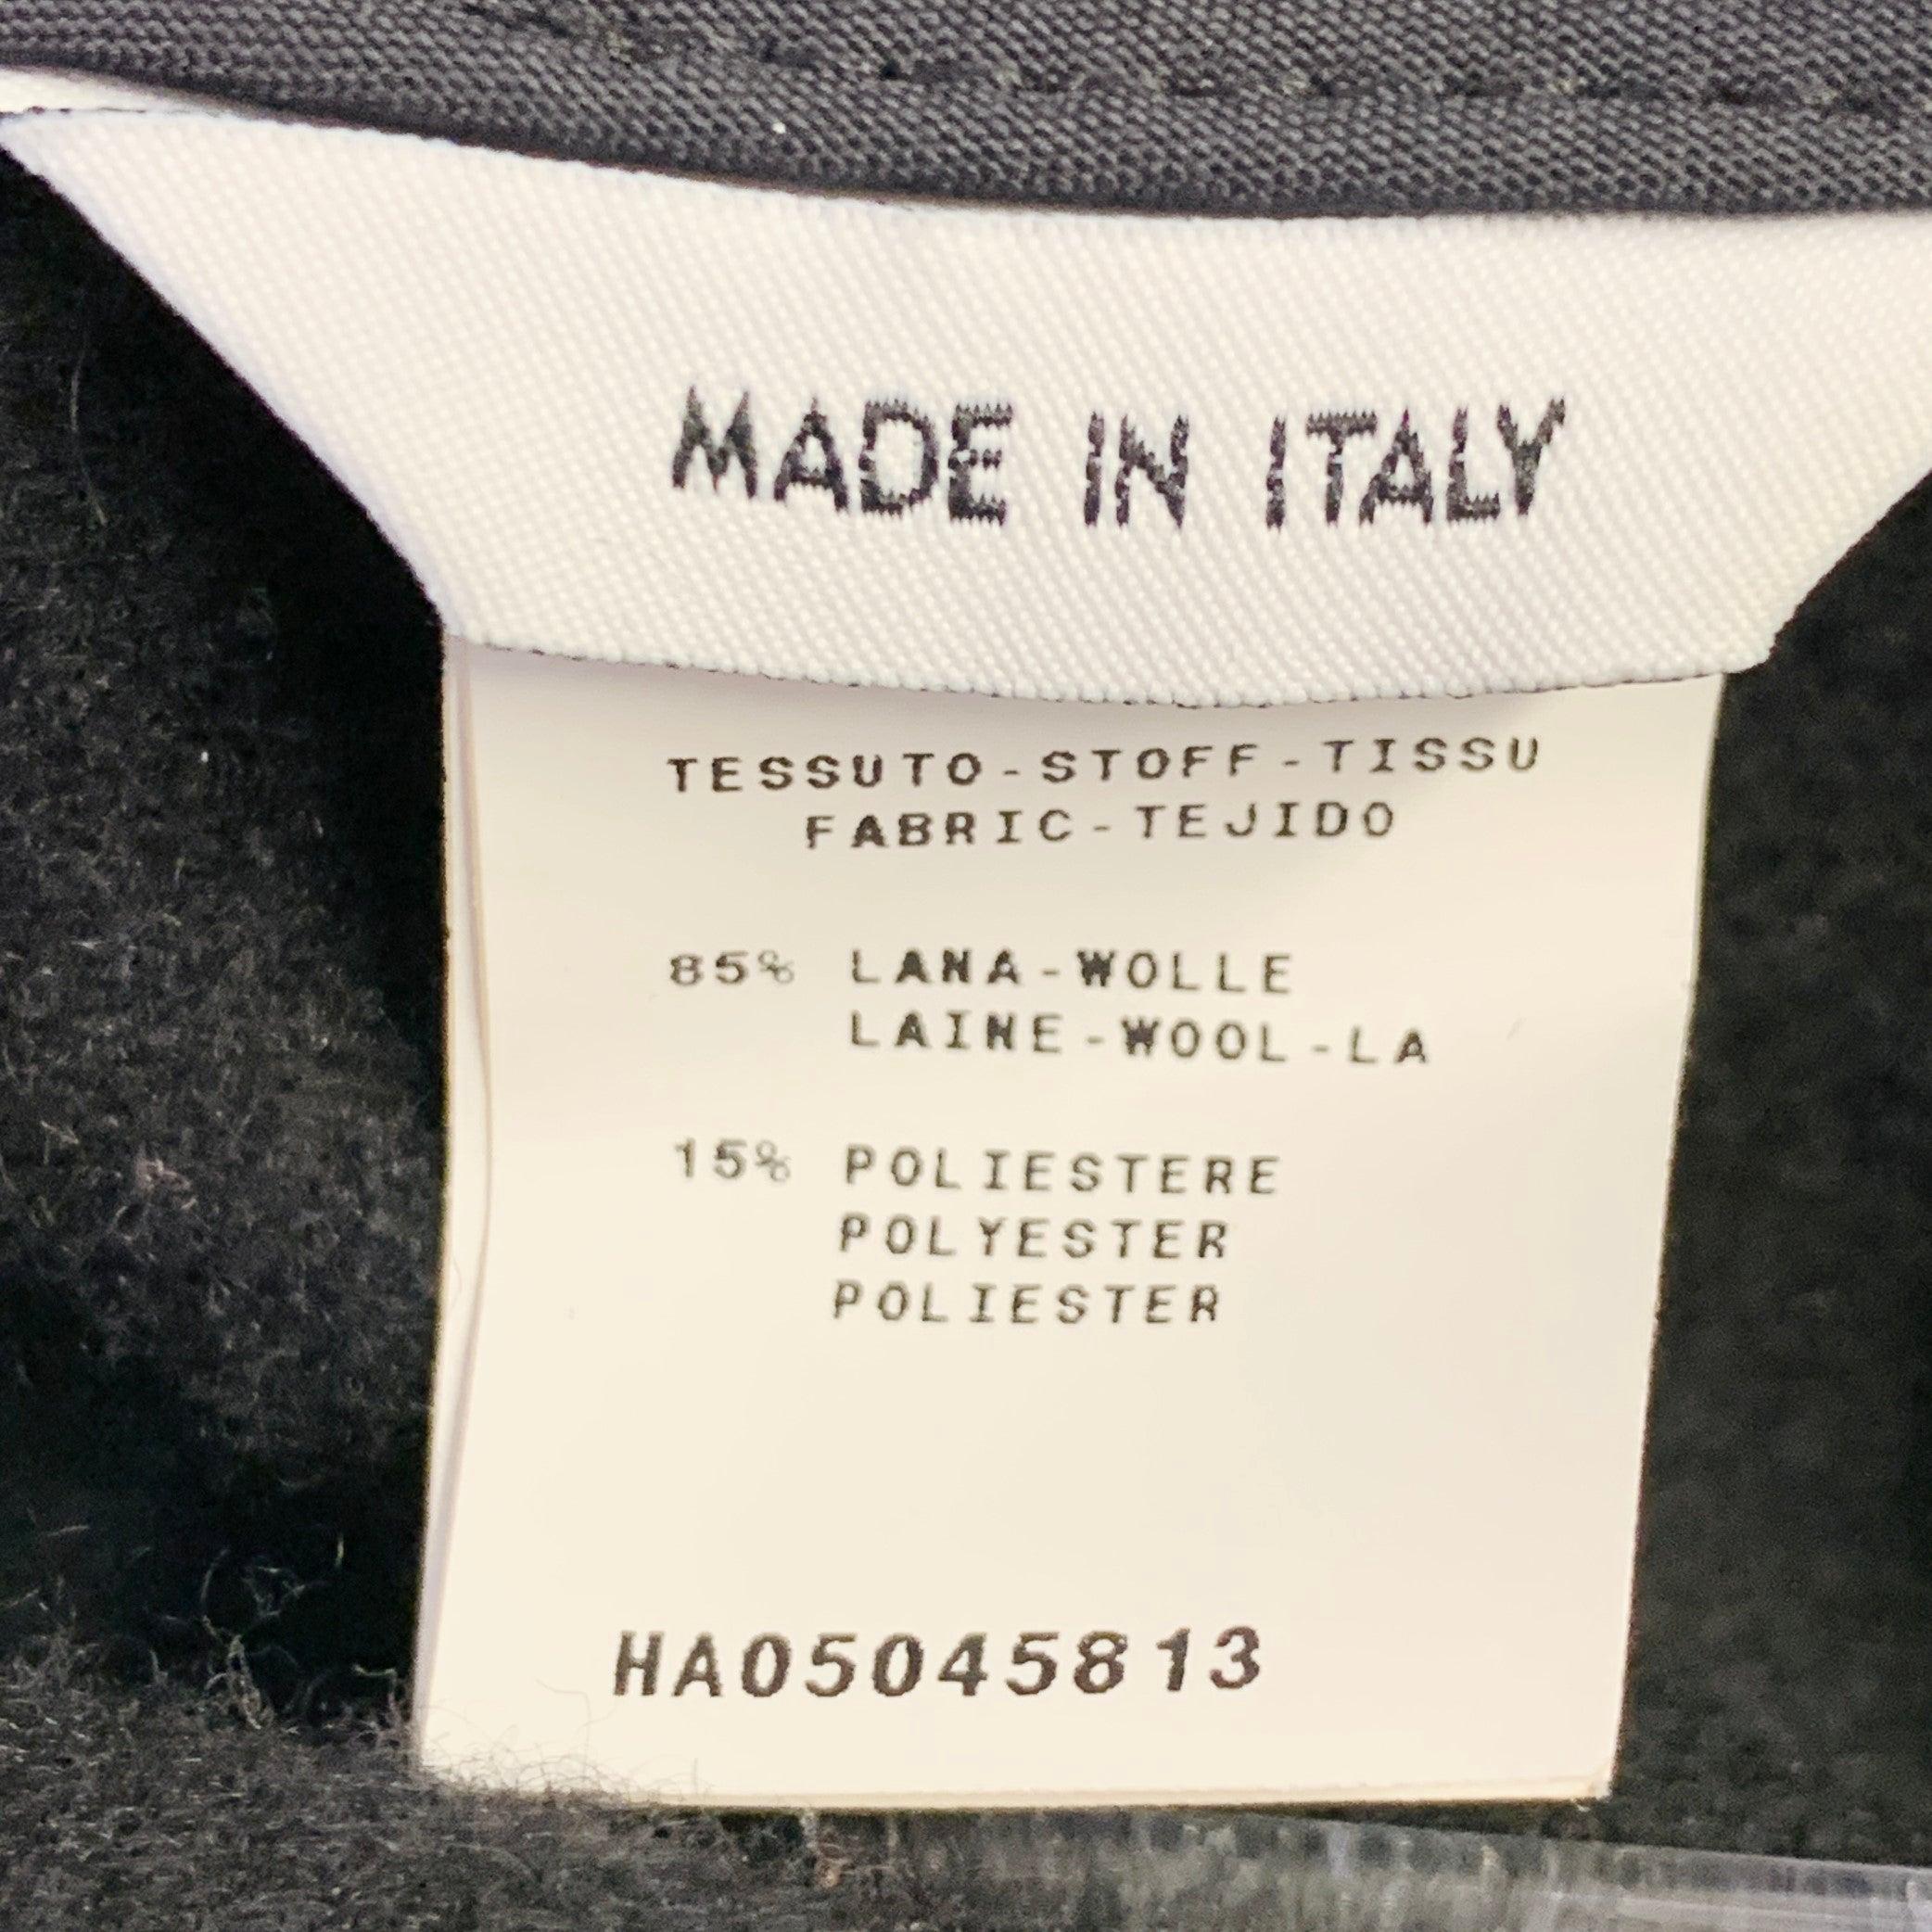 MADE IN ITALY
TESSUTO-STOFF-TISSU
FABRIC-TEJIDO
85% LANA-WOLLE
LAINE-WOOL-LA
15% POLIESTERE
POLYESTER
POLIESTER
HA05045813